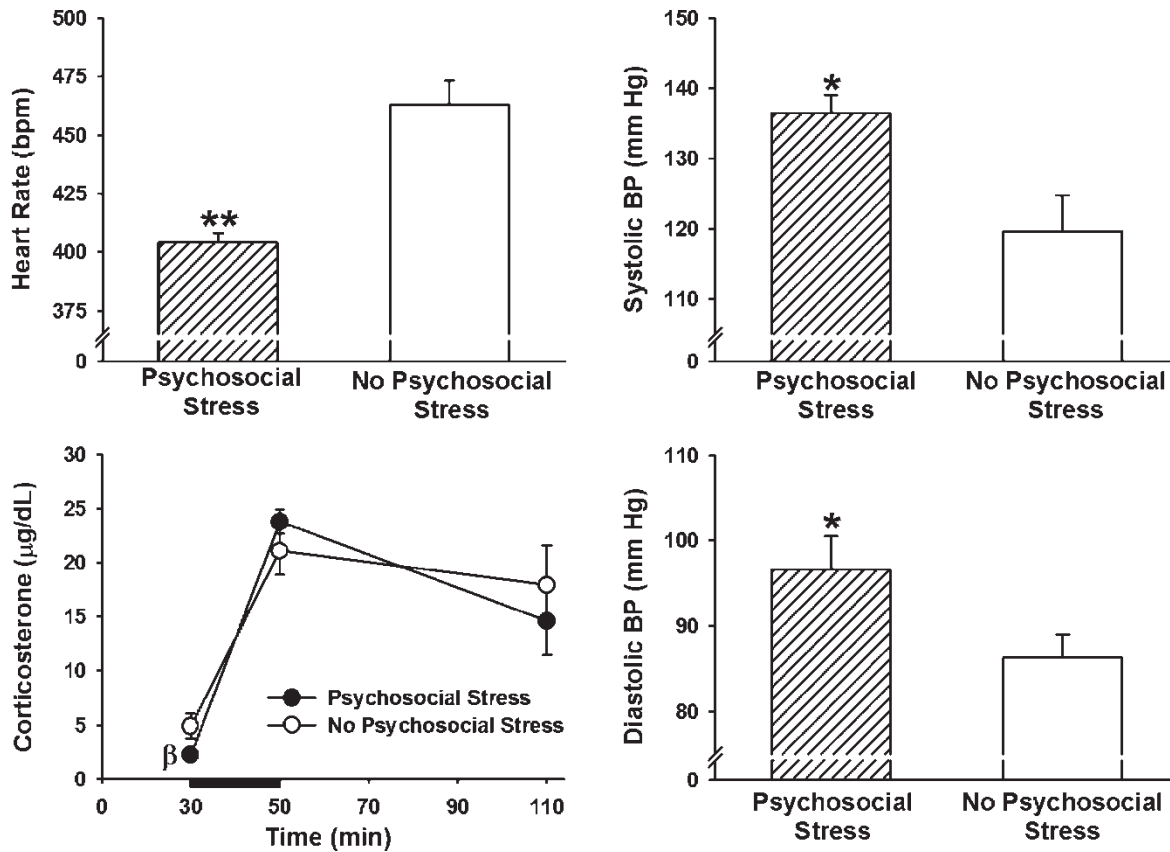 Heart Rate (bpm)
500
475
450
425
400
375
0
**
Psychosocial
Stress
No Psychosocial
Stress
Systolic BP (mm Hg)
150
140
130
120
110
0
*
Psychosocial
Stress
No Psychosocial
Stress
Corticosterone (μg/dL)
30
25
20
15
10
5
0
β
Psychosocial Stress
No Psychosocial Stress
0 30 50 70 90 110
Time (min)
Diastolic BP (mm Hg)
110
100
90
80
0
*
Psychosocial
Stress
No Psychosocial
Stress